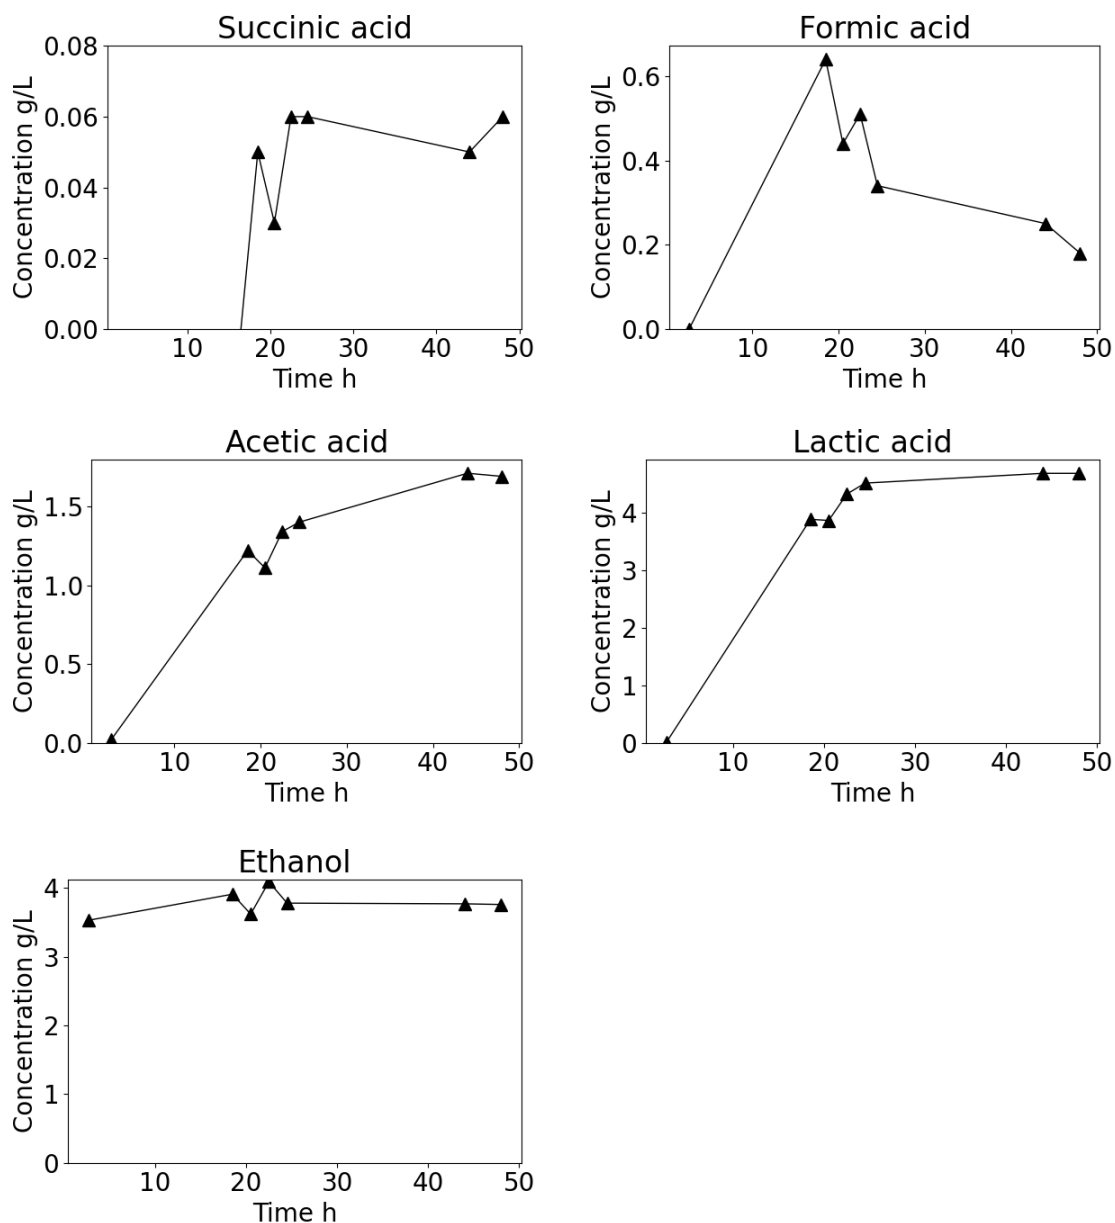 Succinic acid
Concentration g/L
0.08
0.06
0.04
0.02
0.00
10 20 30 40 50
Time h
Formic acid
Concentration g/L
0.6
0.4
0.2
0.0
10 20 30 40 50
Time h
Acetic acid
Concentration g/L
1.5
1.0
0.5
0.0
10 20 30 40 50
Time h
Lactic acid
Concentration g/L
4
3
2
1
0
10 20 30 40 50
Time h
Ethanol
Concentration g/L
4
3
2
1
0
10 20 30 40 50
Time h